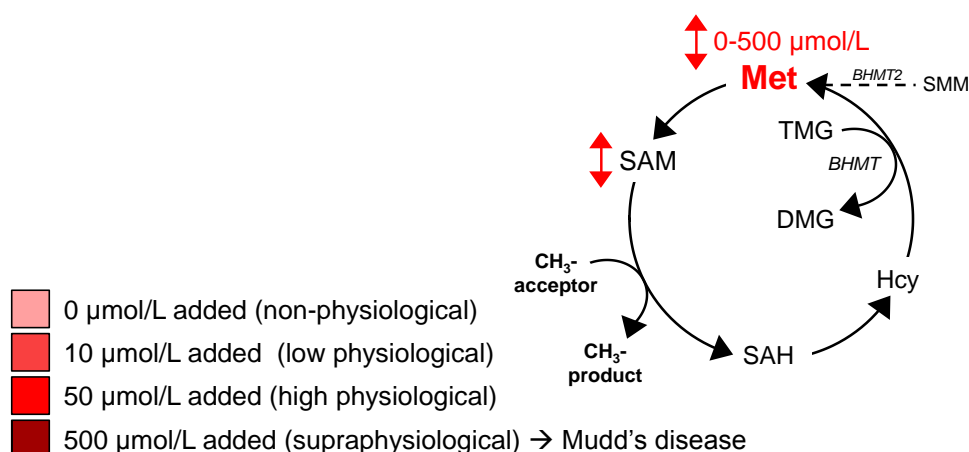 0-500 µmol/L
Met
BHMT2
SMM
TMG
SAM
BHMT
DMG
CH₃-
acceptor
Hcy
0 µmol/L added (non-physiological)
10 µmol/L added (low physiological)
SAH
CH₃-
product
50 µmol/L added (high physiological)
500 µmol/L added (supraphysiological) → Mudd's disease